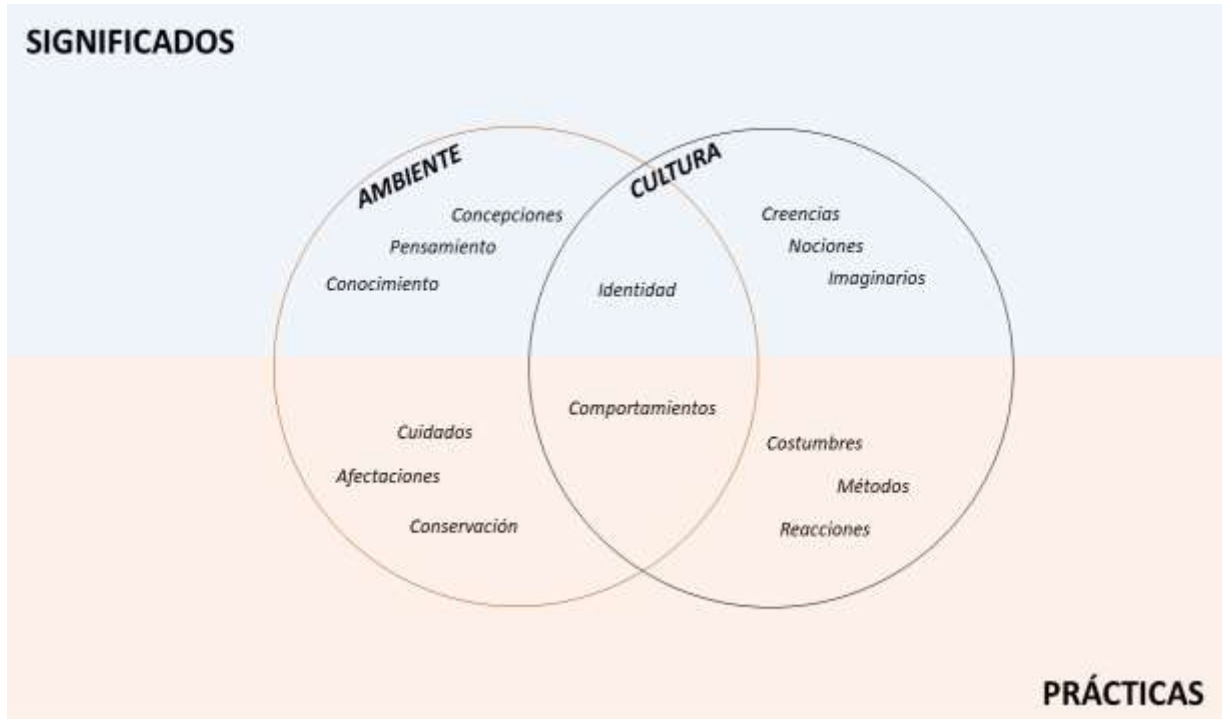 SIGNIFICADOS
AMBIENTE
CULTURA
Concepciones
Pensamiento
Conocimiento
Identidad
Creencias
Nociones
Imaginarios
Cuidados
Afectaciones
Conservación
Comportamientos
Costumbres
Métodos
Reacciones
PRÁCTICAS